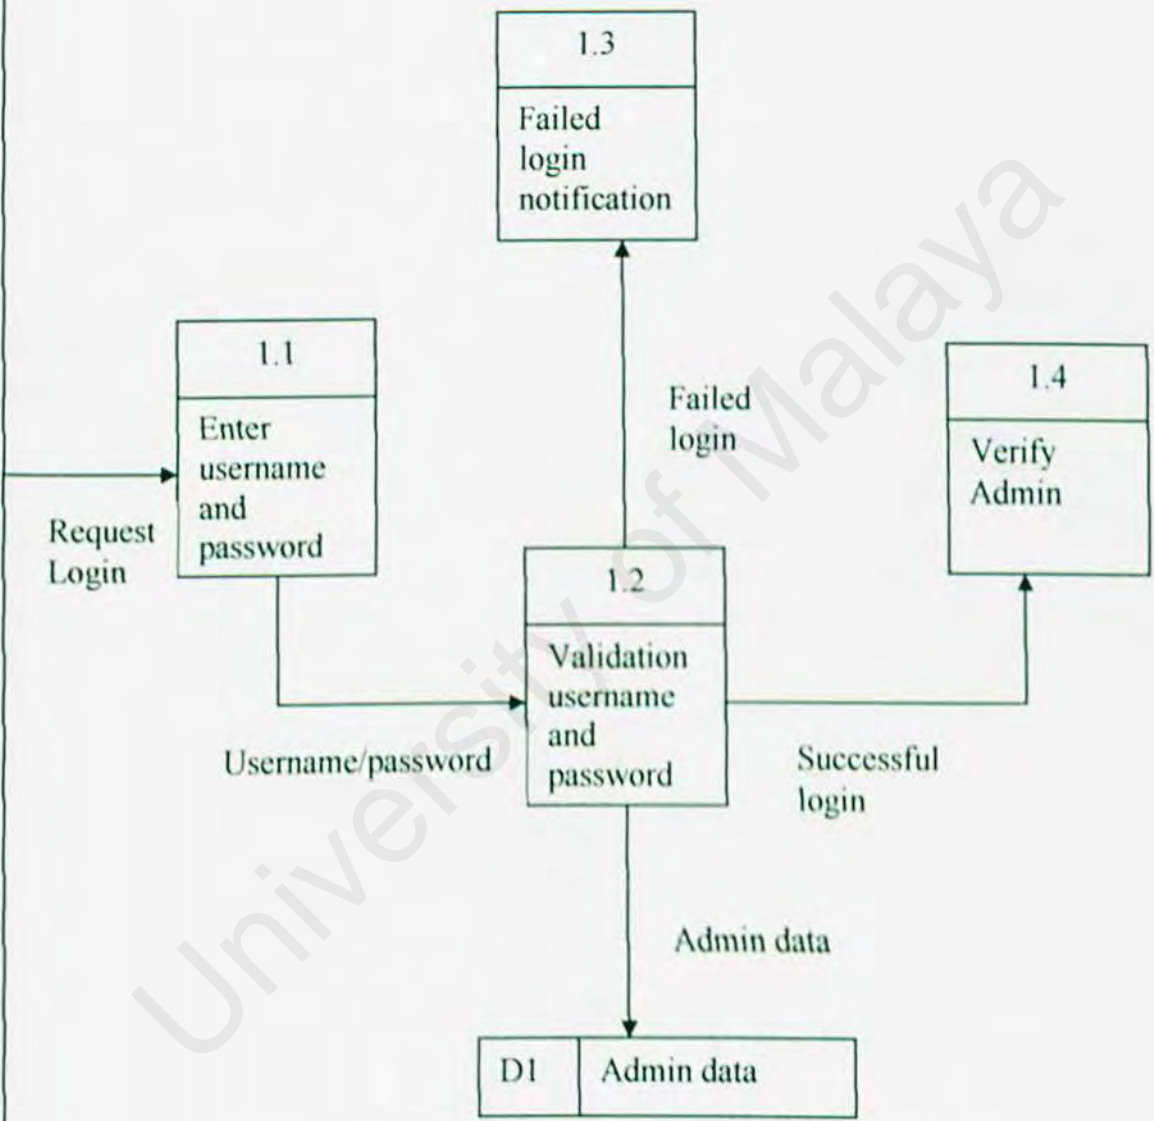 1.3
Failed
login
notification
1.1
Enter
username
and
password
Request
Login
Failed
login
1.4
Verify
Admin
1.2
Validation
username
and
password
Username/password
Successful
login
Admin data
D1 Admin data
University of Malaya